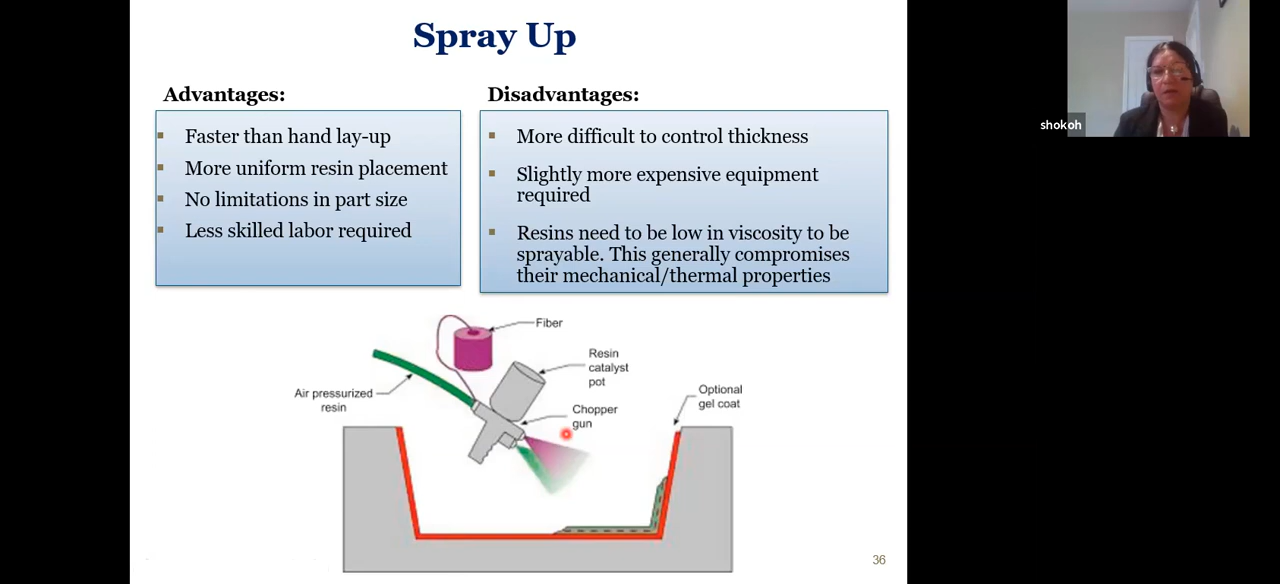 Spray Up
Advantages:
Faster than hand lay-up
More uniform resin placement
No limitations in part size
Less skilled labor required
Disadvantages:
More difficult to control thickness
Slightly more expensive equipment
required
Resins need to be low in viscosity to be
sprayable. This generally compromises
their mechanical/thermal properties
Fiber
Resin
catalyst
pot
Air pressurized
resin
Chopper
gun
Optional
gel coat
36
shokoh